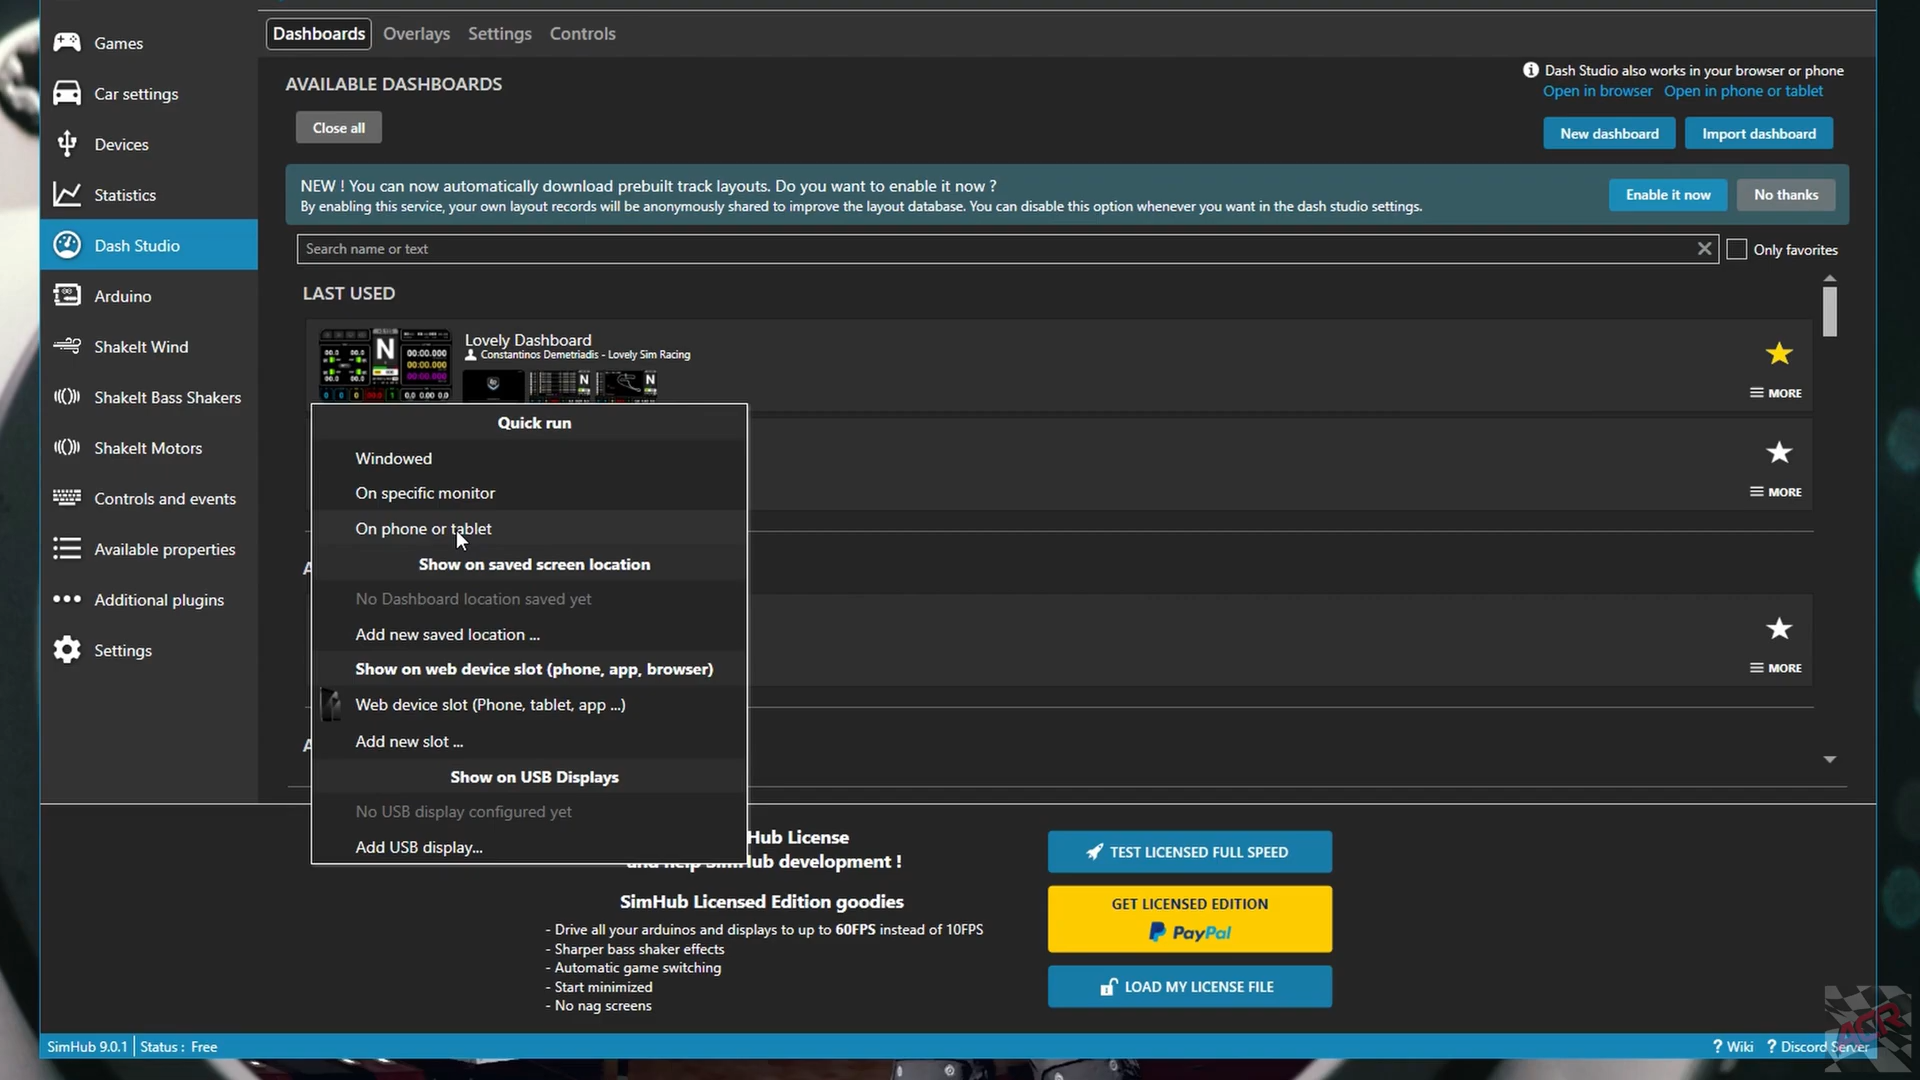 Games
Car settings
Devices
Statistics
Dash Studio
Arduino
ShakeIt Wind
ShakeIt Bass Shakers
ShakeIt Motors
Controls and events
Available properties
Additional plugins
Settings
Dashboards Overlays Settings Controls
AVAILABLE DASHBOARDS
Dash Studio also works in your browser or phone
Open in browser Open in phone or tablet
Close all
New dashboard Import dashboard
NEW ! You can now automatically download prebuilt track layouts. Do you want to enable it now ?
By enabling this service, your own layout records will be anonymously shared to improve the layout database. You can disable this option whenever you want in the dash studio settings.
Enable it now No thanks
Search name or text
Only favorites
LAST USED
Lovely Dashboard
Constantinos Demetriadis - Lovely Sim Racing
N
00:00.000
00:00.000
N
N
MORE
MORE
MORE
Quick run
Windowed
On specific monitor
On phone or tablet
Show on saved screen location
No Dashboard location saved yet
Add new saved location ...
Show on web device slot (phone, app, browser)
Web device slot (Phone, tablet, app ...)
Add new slot ...
Show on USB Displays
No USB display configured yet
Add USB display...
Hub License
and help SimHub development !
SimHub Licensed Edition goodies
- Drive all your arduinos and displays to up to 60FPS instead of 10FPS
- Sharper bass shaker effects
- Automatic game switching
- Start minimized
- No nag screens
TEST LICENSED FULL SPEED
GET LICENSED EDITION
PayPal
LOAD MY LICENSE FILE
SimHub 9.0.1 Status : Free
? Wiki ? Discord Server
ACR